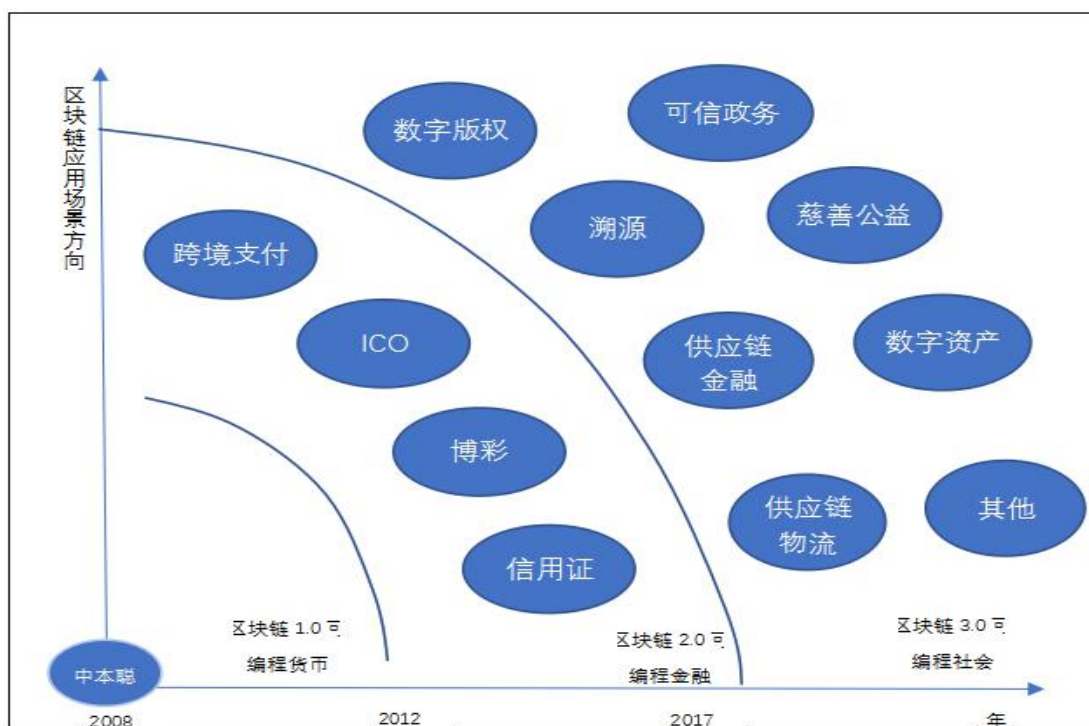 区块链应用场景方向
数字版权
可信政务
溯源
慈善公益
跨境支付
ICO
供应链
金融
数字资产
博彩
供应链
物流
其他
信用证
区块链 1.0 可
编程货币
区块链 2.0 可
编程金融
区块链 3.0 可
编程社会
中本聪
2008
2012
2017
年